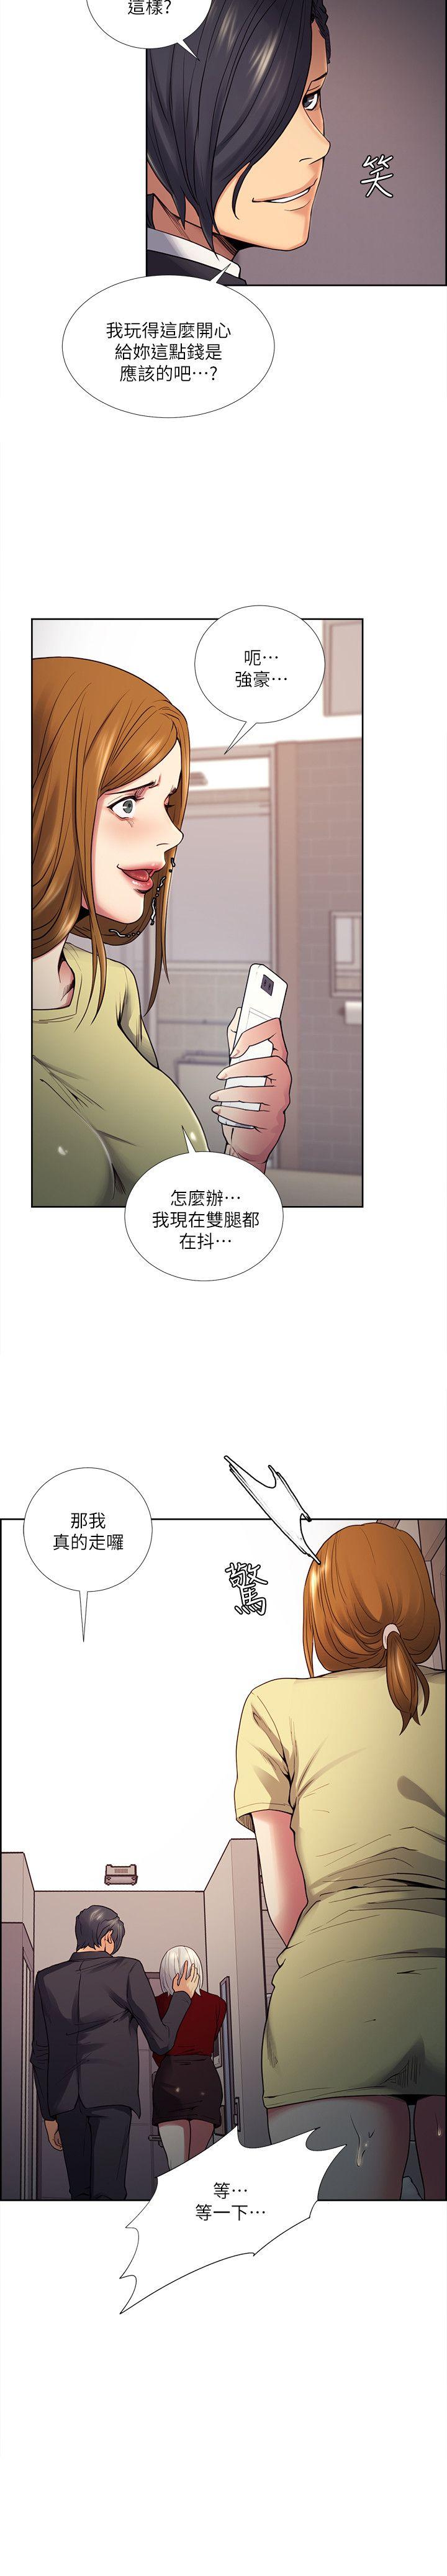 這樣?
笑
我玩得這麼開心
給妳這點錢是
應該的吧…?
呃…
強豪…
怎麼辦…
我現在雙腿都
在抖…
那我
真的走囉
驚
等…
等一下…